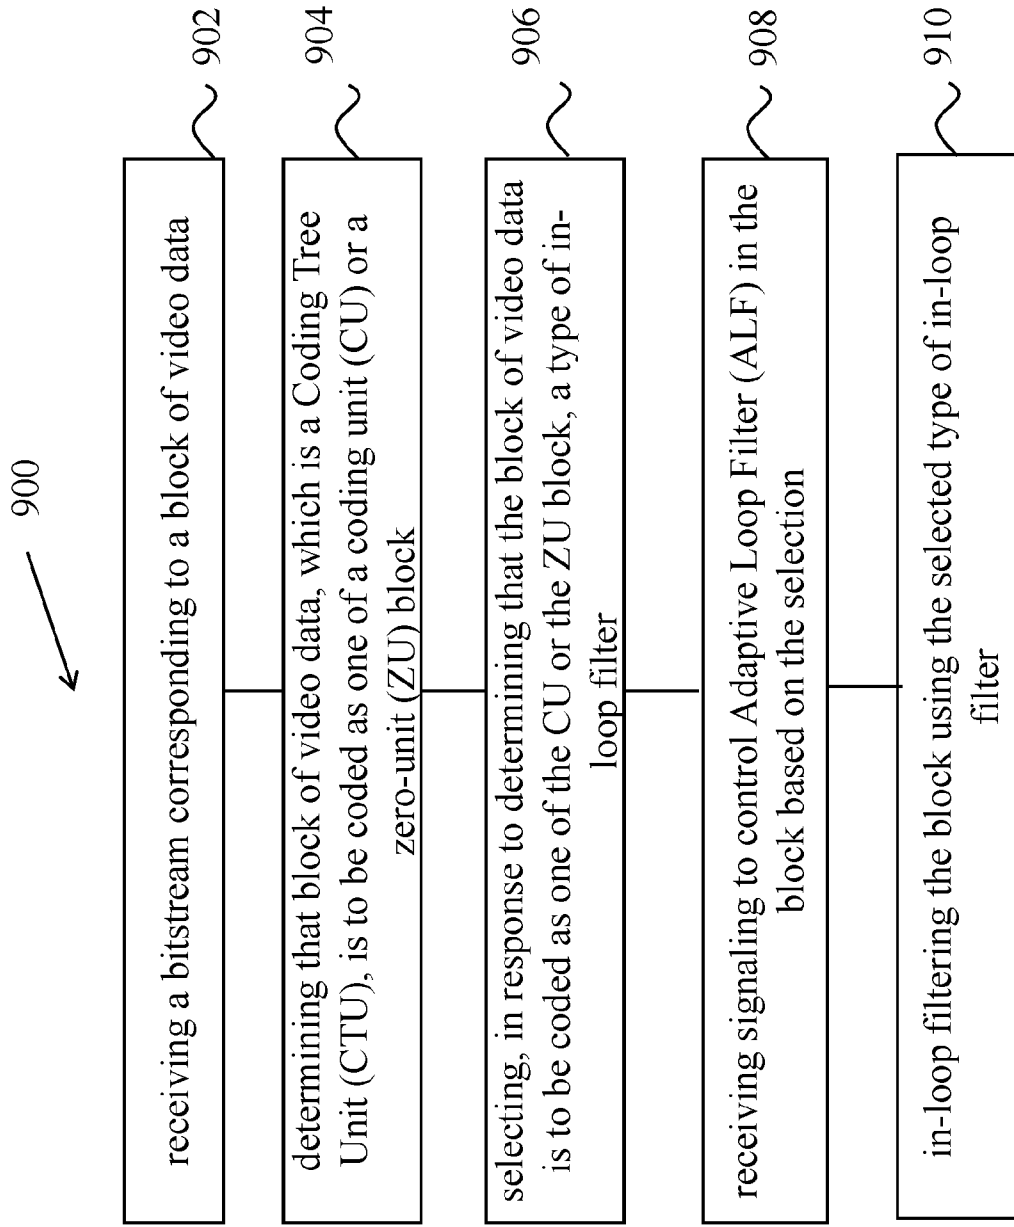 900
receiving a bitstream corresponding to a block of video data
902
determining that block of video data, which is a Coding Tree
Unit (CTU), is to be coded as one of a coding unit (CU) or a
zero-unit (ZU) block
904
selecting, in response to determining that the block of video data
is to be coded as one of the CU or the ZU block, a type of in-
loop filter
906
receiving signaling to control Adaptive Loop Filter (ALF) in the
block based on the selection
908
in-loop filtering the block using the selected type of in-loop
filter
910